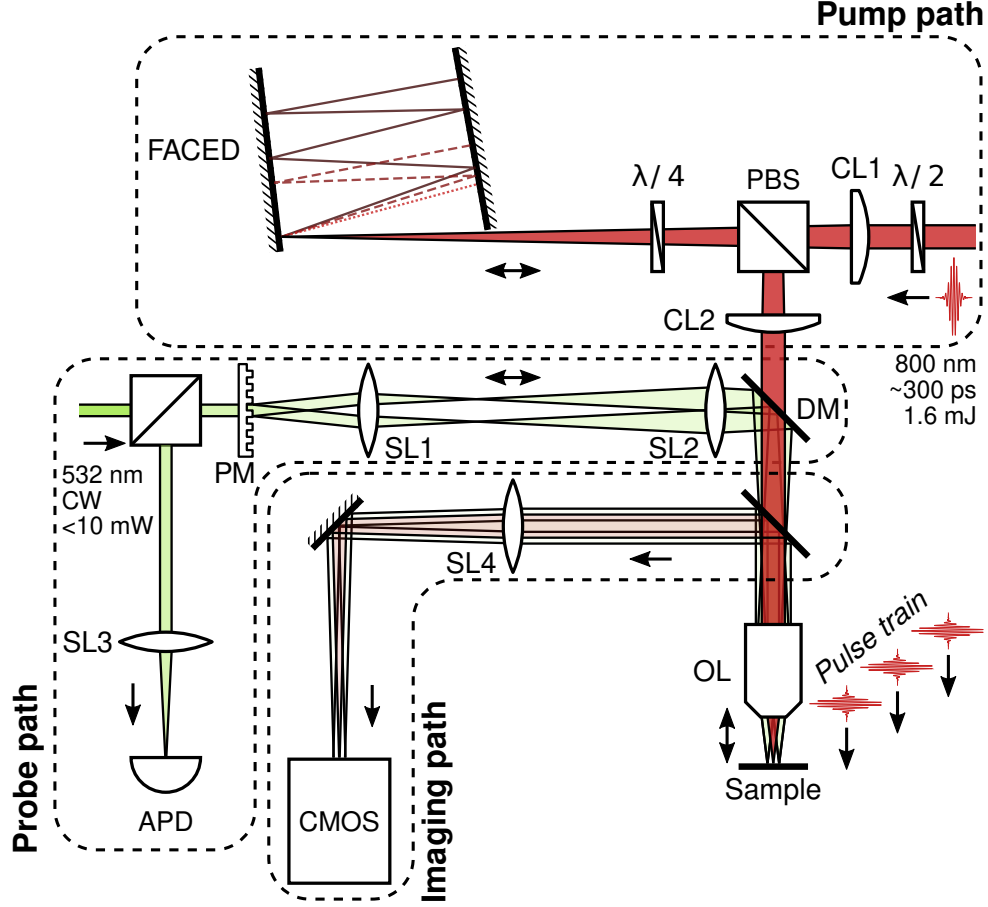 Pump path
FACED
λ/ 4
PBS
CL1
λ/ 2
CL2
800 nm
~300 ps
1.6 mJ
DM
532 nm
CW
<10 mW
PM
SL1
SL2
SL4
SL3
OL
Pulse train
Sample
APD
CMOS
Probe path
Imaging path